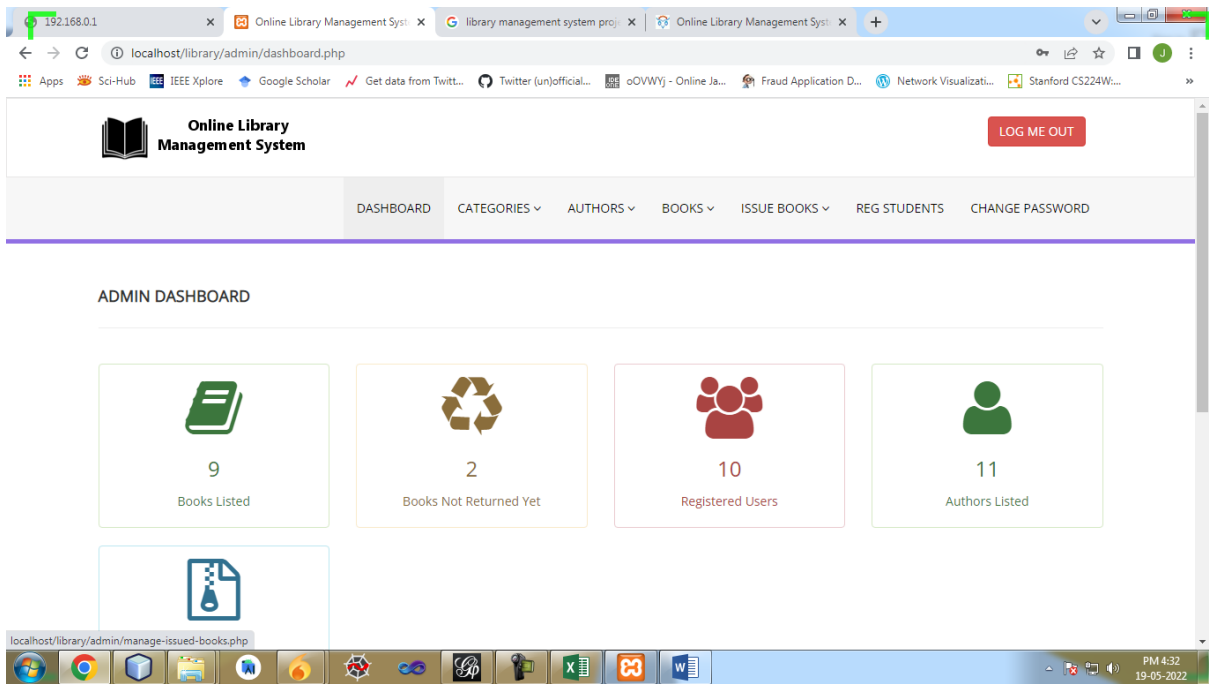 192.168.0.1
Online Library Management Syst
library management system proje
Online Library Management Syst
localhost/library/admin/dashboard.php
J
Apps
Sci-Hub
IEEE
IEEE Xplore
Google Scholar
Get data from Twitt...
Twitter (un)official...
oOVWYj - Online Ja...
Fraud Application D...
Network Visualizati...
Stanford CS224W:...
»
Online Library
Management System
LOG ME OUT
DASHBOARD
CATEGORIES
AUTHORS
BOOKS
ISSUE BOOKS
REG STUDENTS
CHANGE PASSWORD
ADMIN DASHBOARD
9
Books Listed
2
Books Not Returned Yet
10
Registered Users
11
Authors Listed
localhost/library/admin/manage-issued-books.php
PM 4:32
19-05-2022